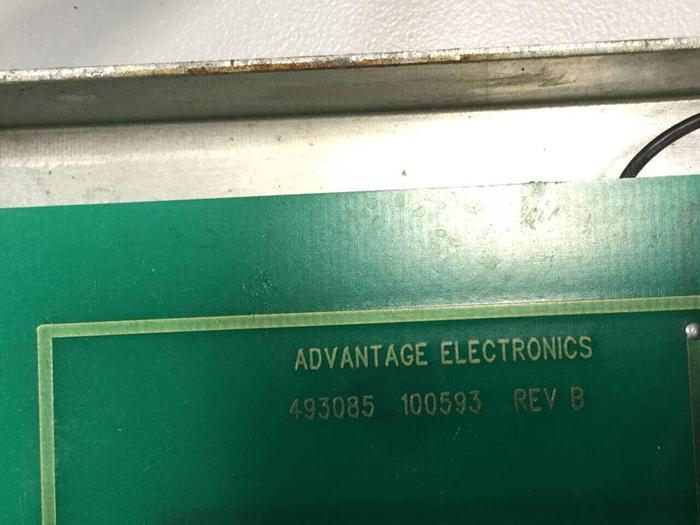 ADVANTAGE ELECTRONICS
493085 100593 REV B